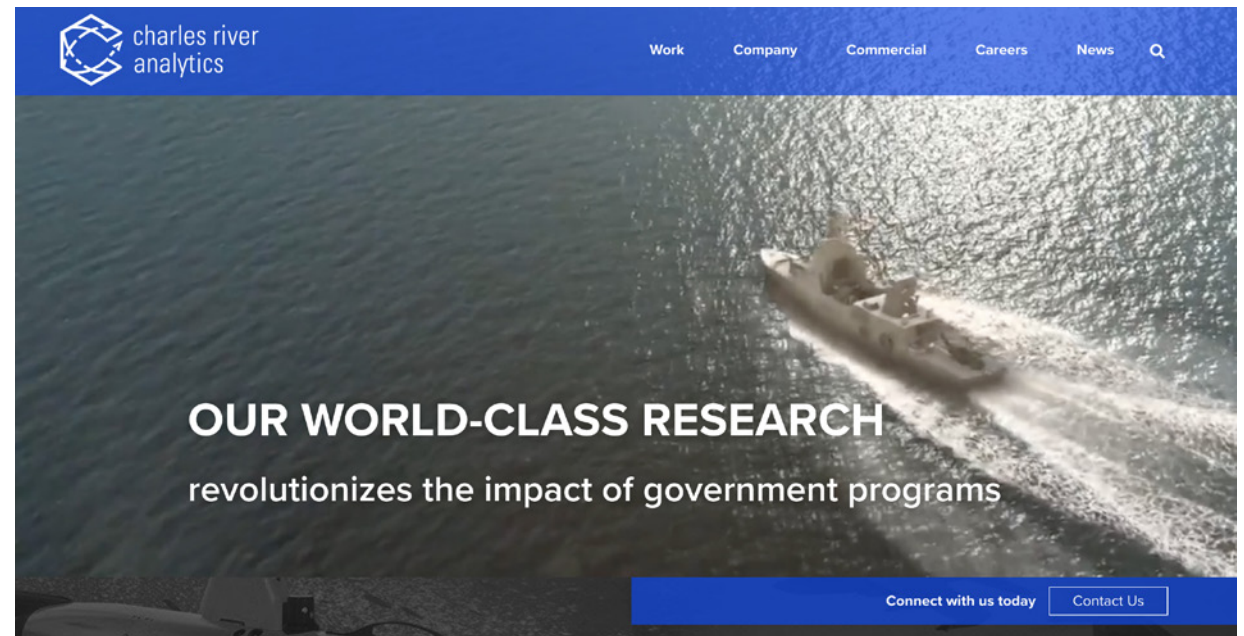 charles river
analytics
Work Company Commercial Careers News
OUR WORLD-CLASS RESEARCH
revolutionizes the impact of government programs
Connect with us today Contact Us